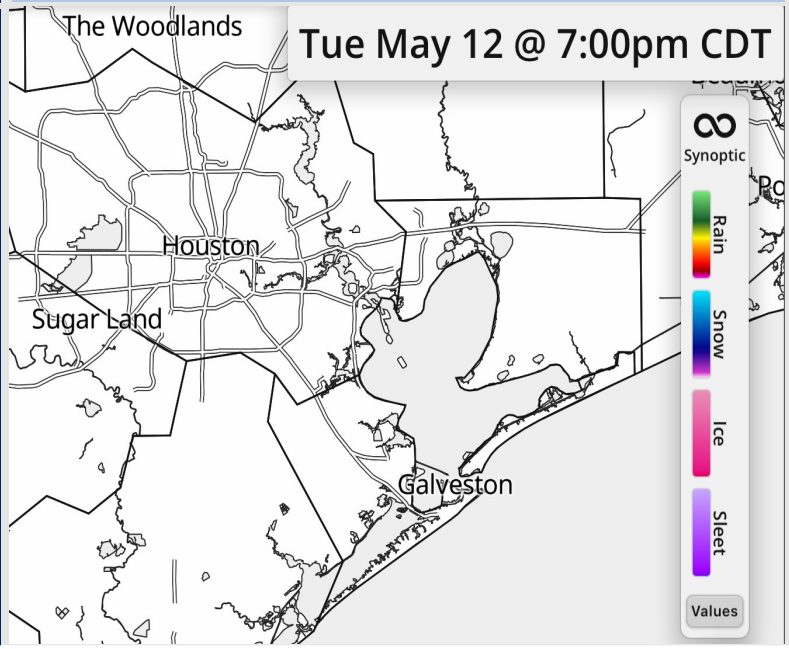 The Woodlands
Tue May 12 @ 7:00pm CDT
Synoptic
Rain
Houston
Snow
Sugar Land
Ice
Galveston
Sleet
Values